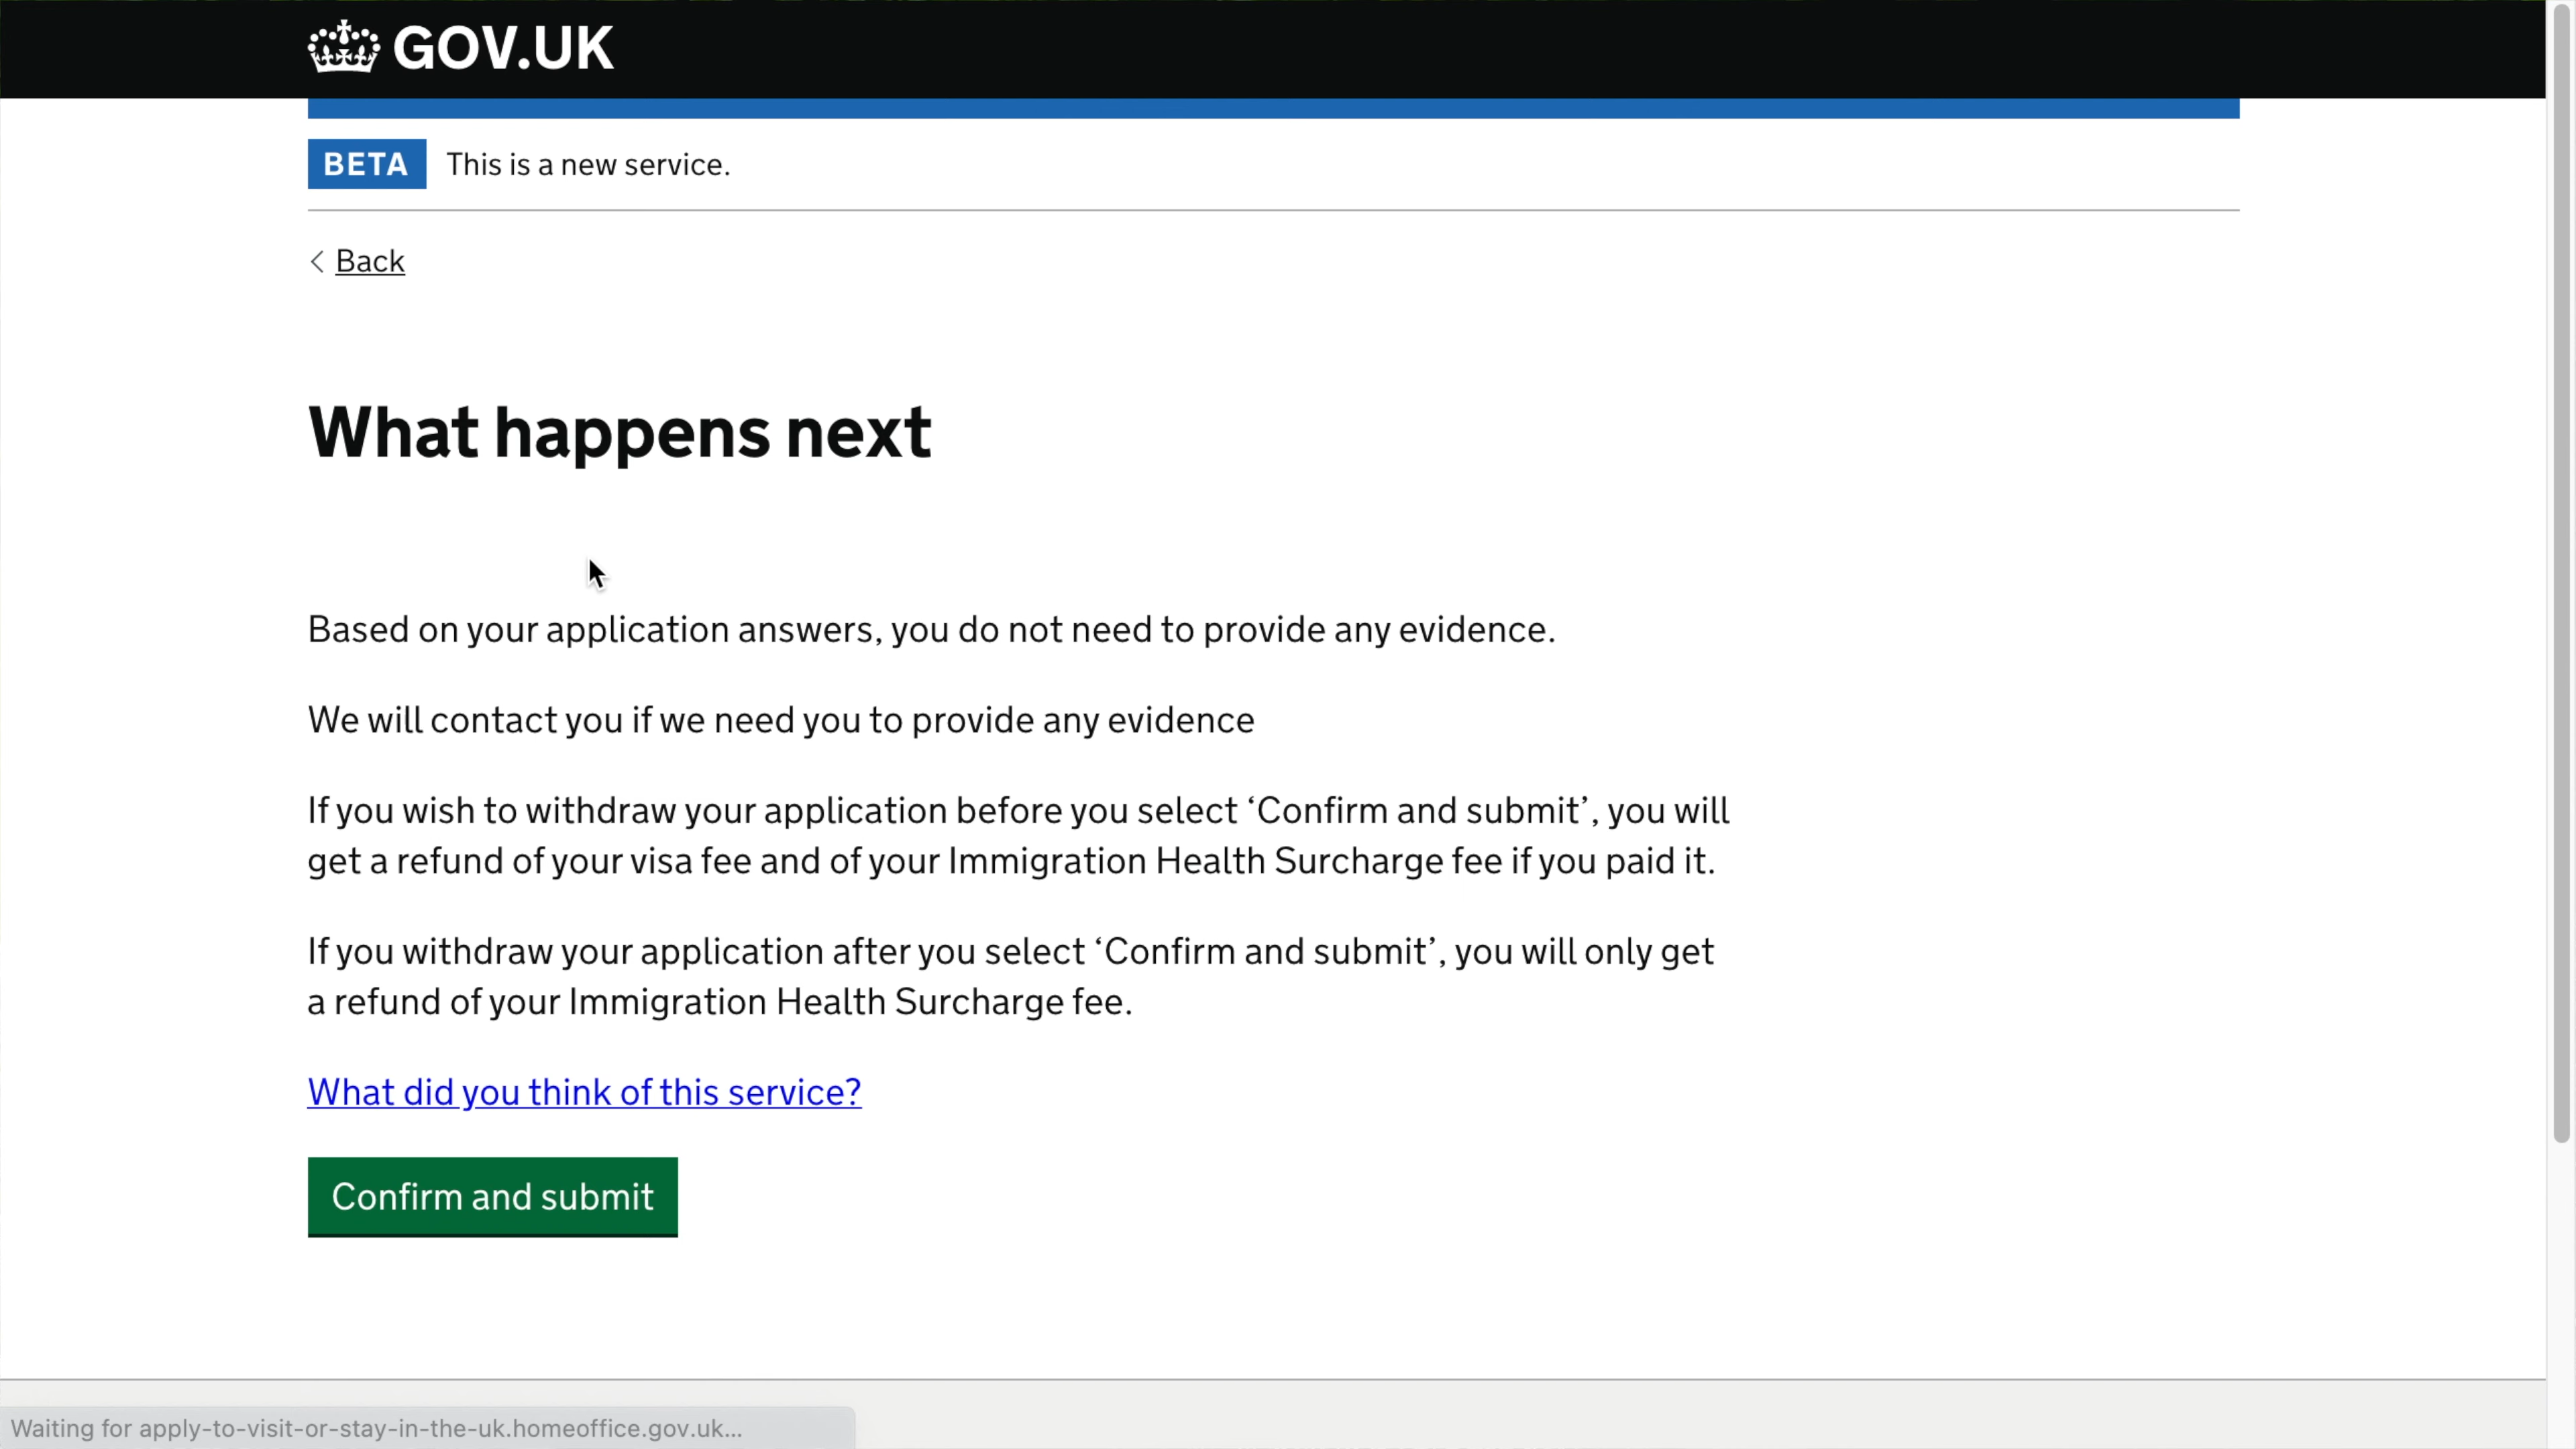 GOV.UK
BETA This is a new service.
Back
What happens next
Based on your application answers, you do not need to provide any evidence.
We will contact you if we need you to provide any evidence
If you wish to withdraw your application before you select ‘Confirm and submit’, you will
get a refund of your visa fee and of your Immigration Health Surcharge fee if you paid it.
If you withdraw your application after you select ‘Confirm and submit’, you will only get
a refund of your Immigration Health Surcharge fee.
What did you think of this service?
Confirm and submit
Waiting for apply-to-visit-or-stay-in-the-uk.homeoffice.gov.uk...